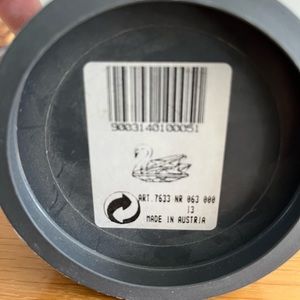 9003140100051
ART.7633 NR 063 000
13
MADE IN AUSTRIA